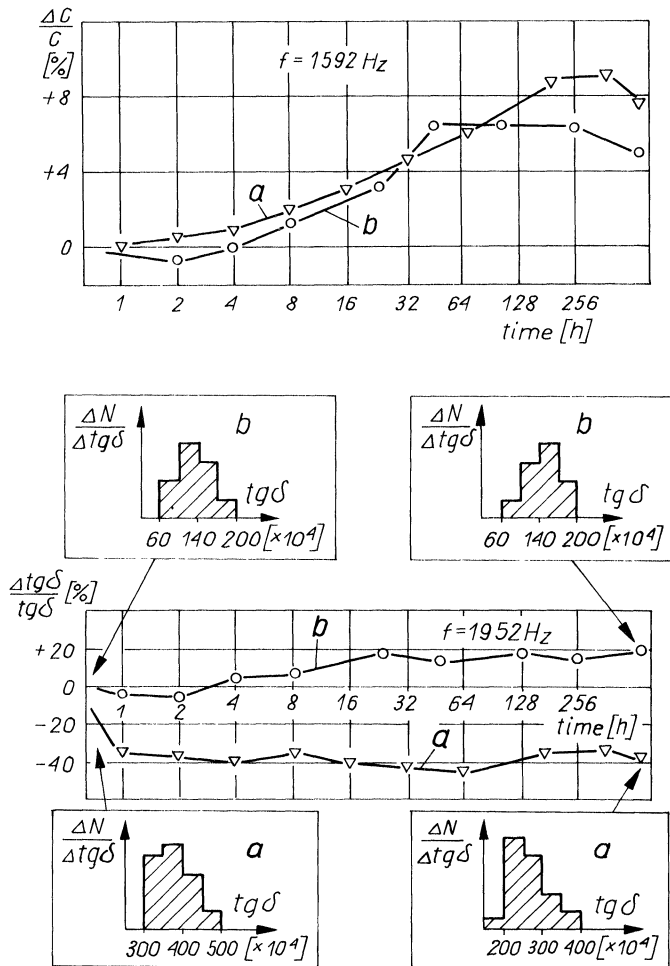 ΔC
C
[%]
f = 1592 Hz
+8
+4
0
a
b
1 2 4 8 16 32 64 128 256
time [h]
ΔN
Δtgδ
b
tgδ
60 140 200 [×10⁴]
ΔN
Δtgδ
b
tgδ
60 140 200 [×10⁴]
Δtgδ
tgδ
[%]
f = 1952 Hz
b
+20
0
1 2 4 8 16 32 64 128 256
time [h]
-20
-40
a
ΔN
Δtgδ
a
tgδ
300 400 500 [×10⁴]
ΔN
Δtgδ
a
tgδ
200 300 400 [×10⁴]